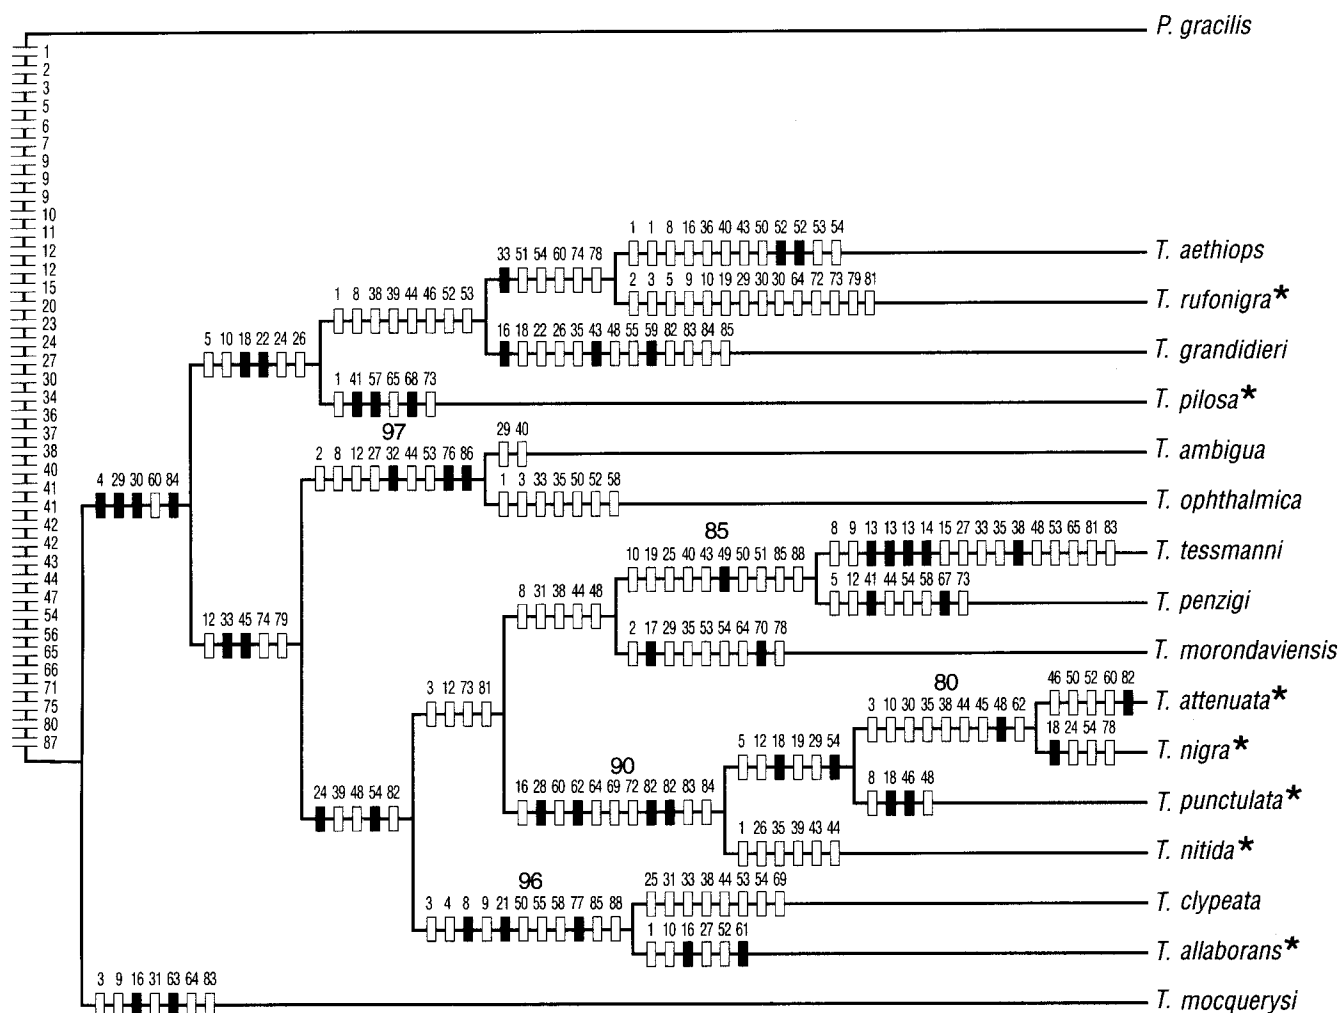 P. gracilis
1
2
3
5
6
7
9
9
9
10
11
12
12
15
20
23
24
27
30
34
36
37
38
40
41
41
42
42
43
44
47
54
56
65
66
71
75
80
87
1 1 8 16 36 40 43 50 52 52 53 54
T. aethiops
33 51 54 60 74 78
2 3 5 9 10 19 29 30 30 64 72 73 79 81
T. rufonigra*
1 8 38 39 44 46 52 53
16 18 22 26 35 43 48 55 59 82 83 84 85
T. grandidieri
5 10 18 22 24 26
1 41 57 65 68 73
T. pilosa*
97
29 40
T. ambigua
2 8 12 27 32 44 53 76 86
1 3 33 35 50 52 58
T. ophthalmica
4 29 30 60 84
85
8 9 13 13 13 14 15 27 33 35 38 48 53 65 81 83
T. tessmanni
10 19 25 40 43 49 50 51 85 88
5 12 41 44 54 58 67 73
T. penzigi
8 31 38 44 48
12 33 45 74 79
2 17 29 35 53 54 64 70 78
T. morondaviensis
80
46 50 52 60 82
T. attenuata*
3 12 73 81
3 10 30 35 38 44 45 48 62
18 24 54 78
T. nigra*
90
5 12 18 19 29 54
8 18 46 48
T. punctulata*
24 39 48 54 82
16 28 60 62 64 69 72 82 82 83 84
1 26 35 39 43 44
T. nitida*
96
25 31 33 38 44 53 54 69
T. clypeata
3 4 8 9 21 50 55 58 77 85 88
1 10 16 27 52 61
T. allaborans*
3 9 16 31 63 64 83
T. mocquerysi